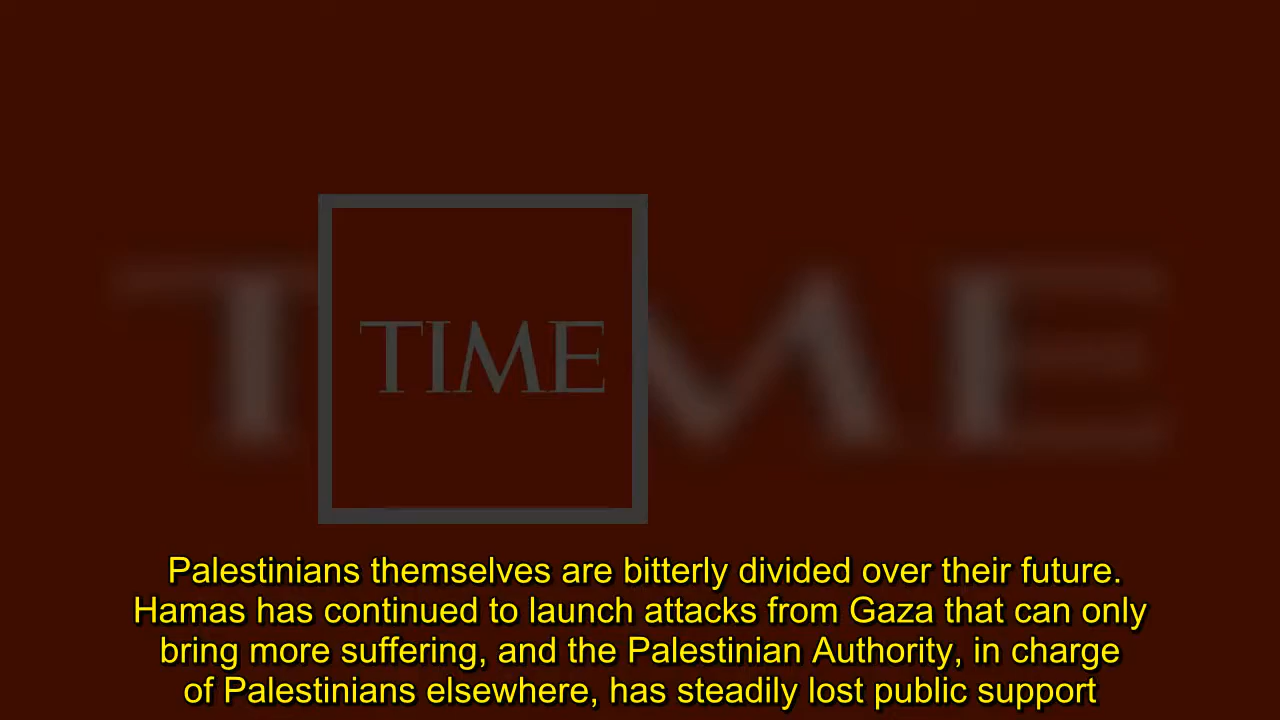 TIME
TIME
Palestinians themselves are bitterly divided over their future.
Hamas has continued to launch attacks from Gaza that can only
bring more suffering, and the Palestinian Authority, in charge
of Palestinians elsewhere, has steadily lost public support